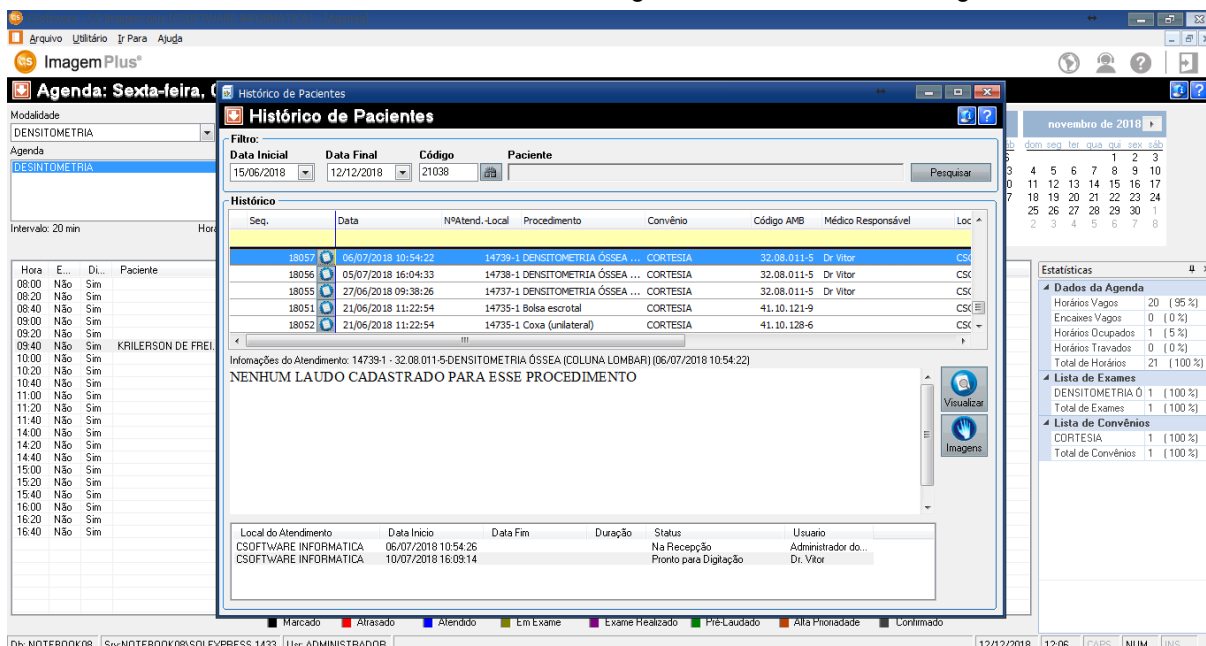 Arquivo Utilitário Ir Para Ajuda
CS ImagemPlus®
Agenda: Sexta-feira, 0
Modalidade
DENSITOMETRIA
Agenda
DESINTOMETRIA
Intervalo: 20 min Hora
Histórico de Pacientes
Histórico de Pacientes
Filtro:
Data Inicial Data Final Código Paciente
15/06/2018 12/12/2018 21038 Pesquisar
Histórico
Seq. Data NºAtend.-Local Procedimento Convênio Código AMB Médico Responsável Loc
18057 06/07/2018 10:54:22 14739-1 DENSITOMETRIA ÓSSEA ... CORTESIA 32.08.011-5 Dr Vitor CSC
18056 05/07/2018 16:04:33 14738-1 DENSITOMETRIA ÓSSEA ... CORTESIA 32.08.011-5 Dr Vitor CSC
18055 27/06/2018 09:38:26 14737-1 DENSITOMETRIA ÓSSEA ... CORTESIA 32.08.011-5 Dr Vitor CSC
18051 21/06/2018 11:22:54 14735-1 Bolsa escrotal CORTESIA 41.10.121-9 CSC
18052 21/06/2018 11:22:54 14735-1 Coxa (unilateral) CORTESIA 41.10.128-6 CSC
Infomações do Atendimento: 14739-1 - 32.08.011-5-DENSITOMETRIA ÓSSEA (COLUNA LOMBAR) (06/07/2018 10:54:22)
NENHUM LAUDO CADASTRADO PARA ESSE PROCEDIMENTO
Visualizar
Imagens
Local do Atendimento Data Inicio Data Fim Duração Status Usuario
CSOFTWARE INFORMATICA 06/07/2018 10:54:26 Na Recepção Administrador do...
CSOFTWARE INFORMATICA 10/07/2018 16:09:14 Pronto para Digitação Dr. Vitor
novembro de 2018
dom seg ter qua qui sex sáb
1 2 3
4 5 6 7 8 9 10
11 12 13 14 15 16 17
18 19 20 21 22 23 24
25 26 27 28 29 30 1
2 3 4 5 6 7 8
Hora E... Di... Paciente
08:00 Não Sim
08:20 Não Sim
08:40 Não Sim
09:00 Não Sim
09:20 Não Sim
09:40 Não Sim KRILERSON DE FREI.
10:00 Não Sim
10:20 Não Sim
10:40 Não Sim
11:00 Não Sim
11:20 Não Sim
11:40 Não Sim
14:00 Não Sim
14:20 Não Sim
14:40 Não Sim
15:00 Não Sim
15:20 Não Sim
15:40 Não Sim
16:00 Não Sim
16:20 Não Sim
16:40 Não Sim
Estatísticas
Dados da Agenda
Horários Vagos 20 (95 %)
Encaixes Vagos 0 (0 %)
Horários Ocupados 1 (5 %)
Horários Travados 0 (0 %)
Total de Horários 21 (100 %)
Lista de Exames
DENSITOMETRIA Ó 1 (100 %)
Total de Exames 1 (100 %)
Lista de Convênios
CORTESIA 1 (100 %)
Total de Convênios 1 (100 %)
Marcado Atrasado Atendido Em Exame Exame Realizado Pré-Laudado Alta Prioriadade Confirmado
Db: NOTEBOOK08 Srv:NOTEBOOK08\SQLEXPRESS,1433 Usr: ADMINISTRADOR 12/12/2018 12:06 CAPS NUM INS